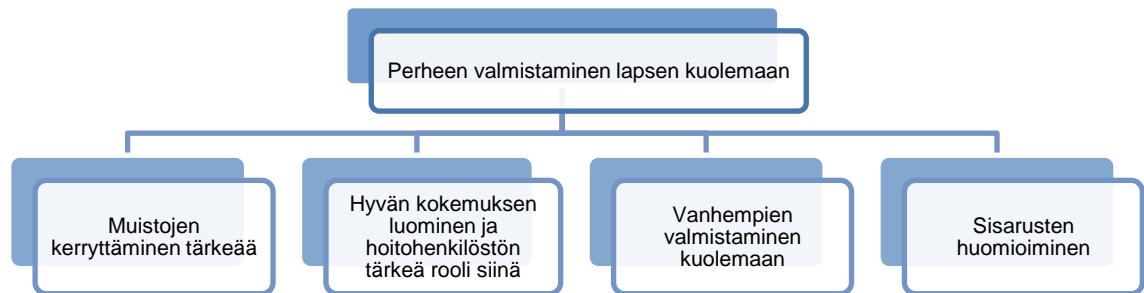 Perheen valmistaminen lapsen kuolemaan
Muistojen
kerryttäminen tärkeää
Hyvän kokemuksen
luominen ja
hoitohenkilöstön
tärkeä rooli siinä
Vanhempien
valmistaminen
kuolemaan
Sisarusten
huomioiminen